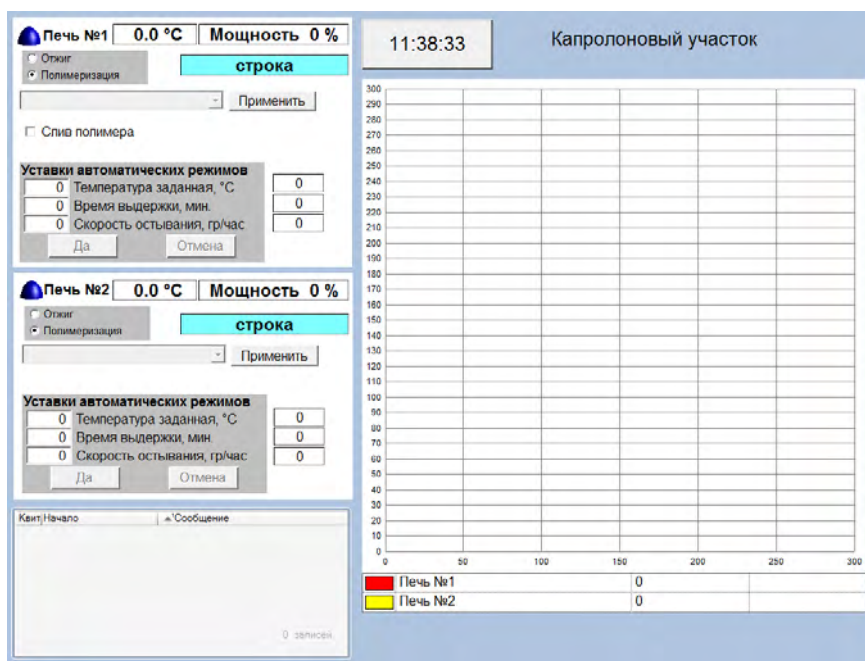 Печь №1 0.0 °C Мощность 0 %
Отжиг
Полимеризация
строка
Применить
Слив полимера
Уставки автоматических режимов
0 Температура заданная, °C 0
0 Время выдержки, мин. 0
0 Скорость остывания, гр/час 0
Да Отмена
Печь №2 0.0 °C Мощность 0 %
Отжиг
Полимеризация
строка
Применить
Уставки автоматических режимов
0 Температура заданная, °C 0
0 Время выдержки, мин. 0
0 Скорость остывания, гр/час 0
Да Отмена
Квит Начало Сообщение
0 записей
11:38:33 Капролоновый участок
300
290
280
270
260
250
240
230
220
210
200
190
180
170
160
150
140
130
120
110
100
90
80
70
60
50
40
30
20
10
0
0 50 100 150 200 250 300
Печь №1 0
Печь №2 0